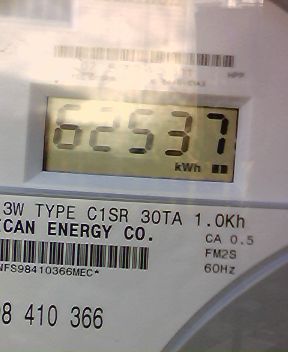 62537
kWh
3W TYPE C1SR 30TA 1.0Kh
CAN ENERGY CO.
CA 0.5
FM2S
60Hz
NFS98410366MEC*
98 410 366